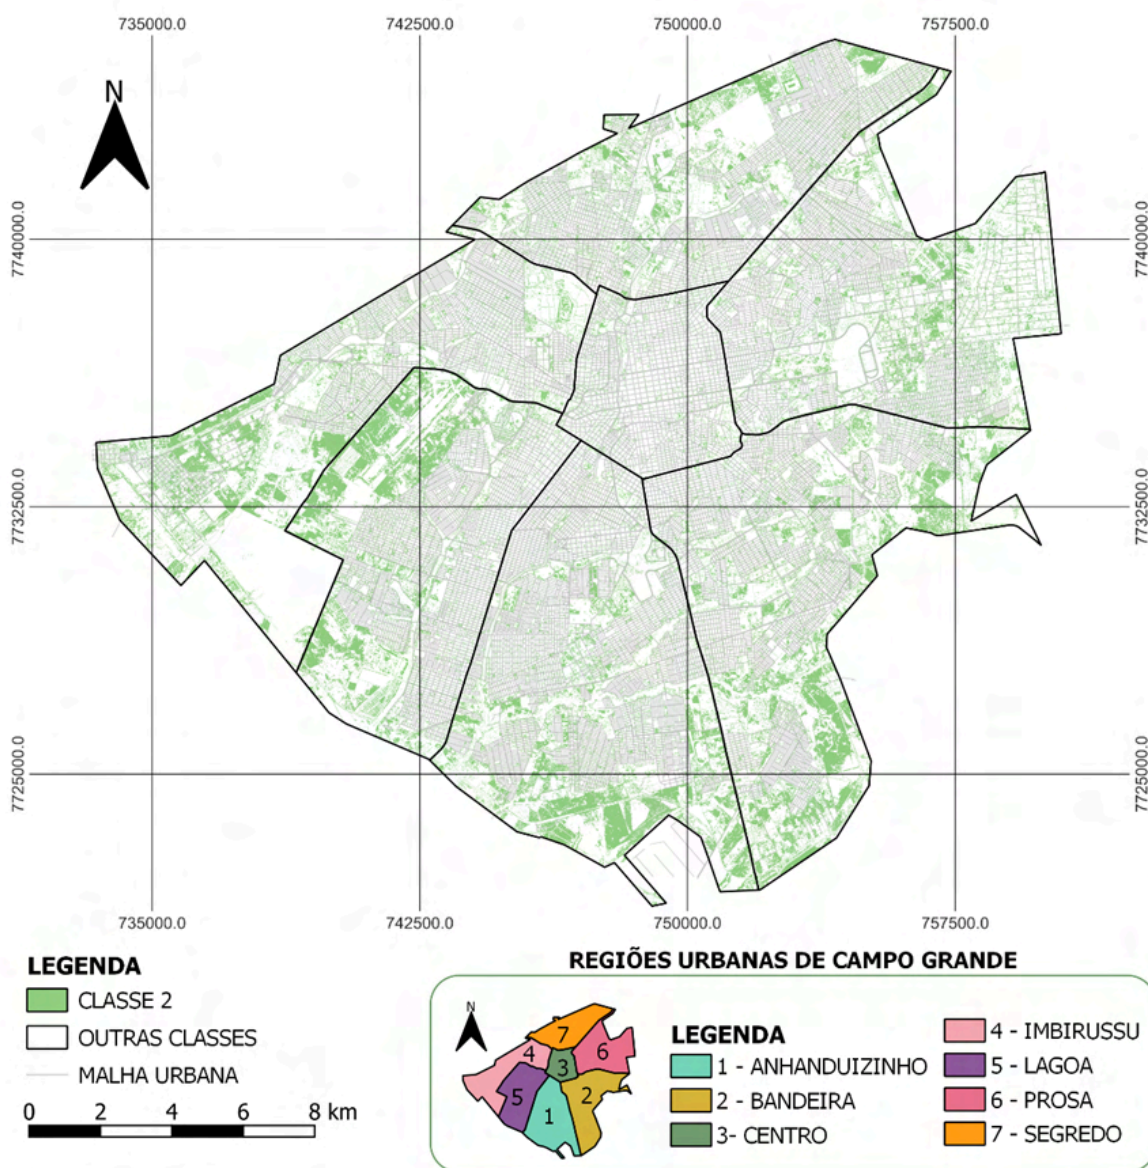 735000.0 742500.0 750000.0 757500.0
N
7740000.0 7740000.0
7732500.0 7732500.0
7725000.0 7725000.0
735000.0 742500.0 750000.0 757500.0
LEGENDA
CLASSE 2
OUTRAS CLASSES
MALHA URBANA
0 2 4 6 8 km
REGIÕES URBANAS DE CAMPO GRANDE
N
7
4
6
3
5
2
1
LEGENDA
1 - ANHANDUIZINHO
2 - BANDEIRA
3- CENTRO
4 - IMBIRUSSU
5 - LAGOA
6 - PROSA
7 - SEGREDO